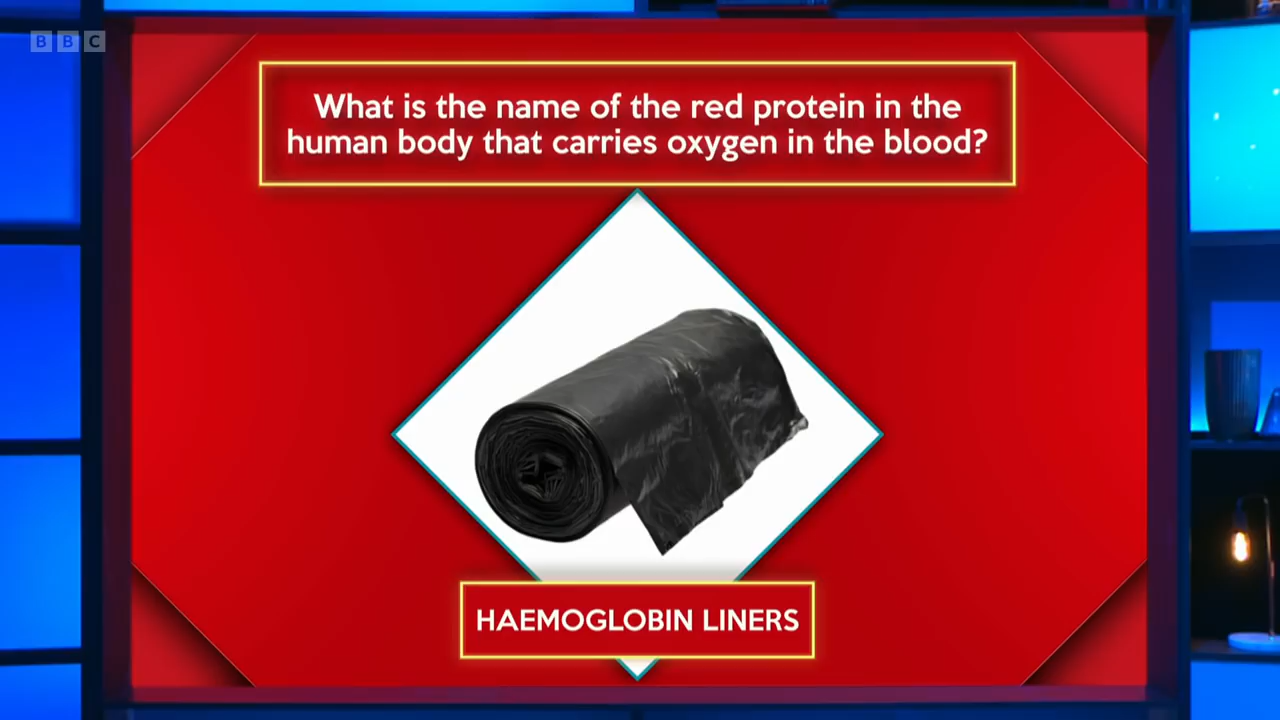 BBC
What is the name of the red protein in the
human body that carries oxygen in the blood?
HAEMOGLOBIN LINERS